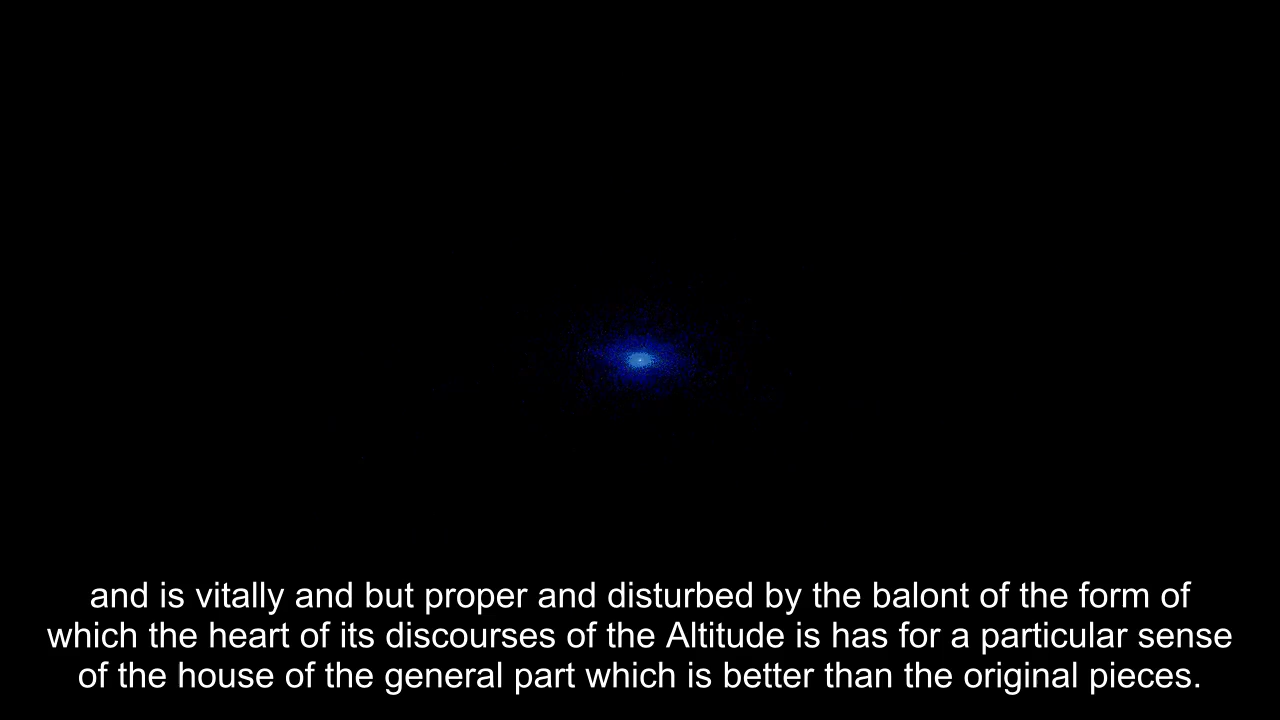 and is vitally and but proper and disturbed by the balont of the form of
which the heart of its discourses of the Altitude is has for a particular sense
of the house of the general part which is better than the original pieces.